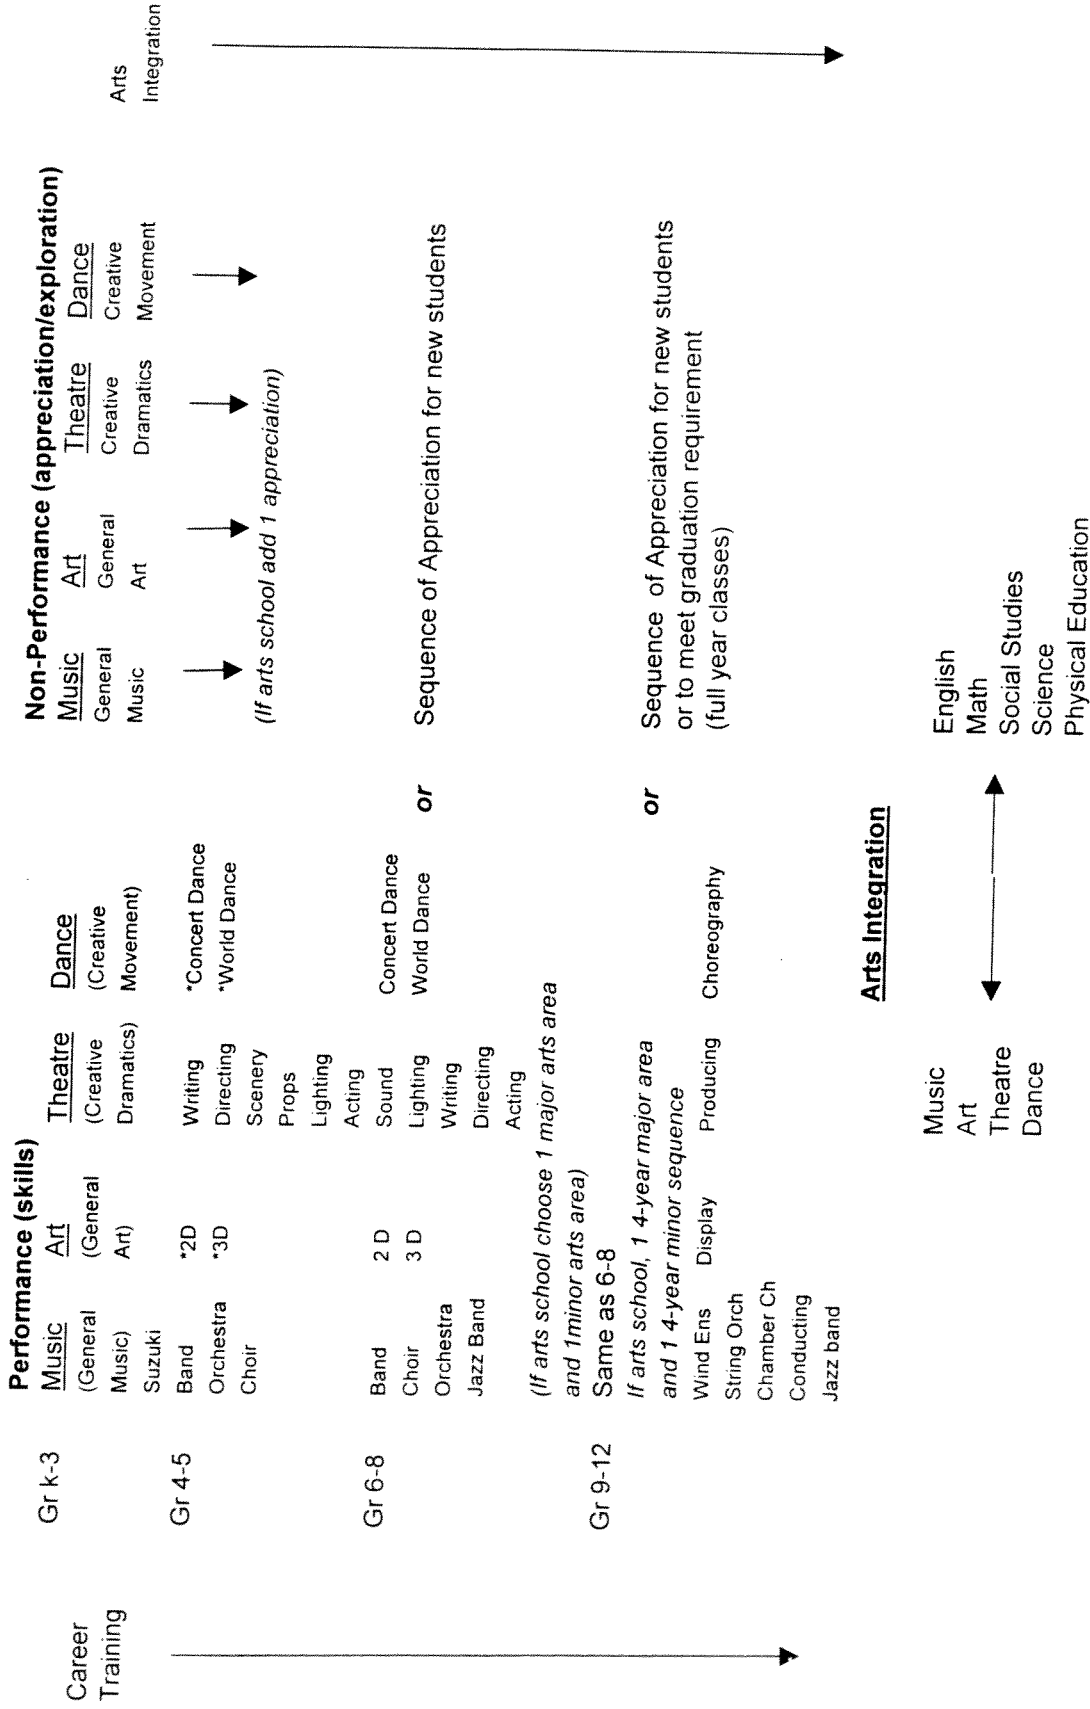 Career
Training
Performance (skills)
Non-Performance (appreciation/exploration)
Arts
Integration
Gr k-3
Music
Art
Theatre
Dance
Music
Art
Theatre
Dance
(General
(General
(Creative
(Creative
General
General
Creative
Creative
Music)
Art)
Dramatics)
Movement)
Music
Art
Dramatics
Movement
Suzuki
Gr 4-5
Band
*2D
Writing
*Concert Dance
Orchestra
*3D
Directing
*World Dance
Choir
Scenery
(If arts school add 1 appreciation)
Props
Lighting
Acting
Gr 6-8
Band
2 D
Sound
Concert Dance
Choir
3 D
Lighting
World Dance
or
Sequence of Appreciation for new students
Orchestra
Writing
Jazz Band
Directing
Acting
(If arts school choose 1 major arts area
and 1minor arts area)
Gr 9-12
Same as 6-8
If arts school, 1 4-year major area
and 1 4-year minor sequence
or
Sequence of Appreciation for new students
or to meet graduation requirement
(full year classes)
Wind Ens
Display
Producing
Choreography
String Orch
Chamber Ch
Conducting
Jazz band
Arts Integration
Music
Art
Theatre
Dance
English
Math
Social Studies
Science
Physical Education